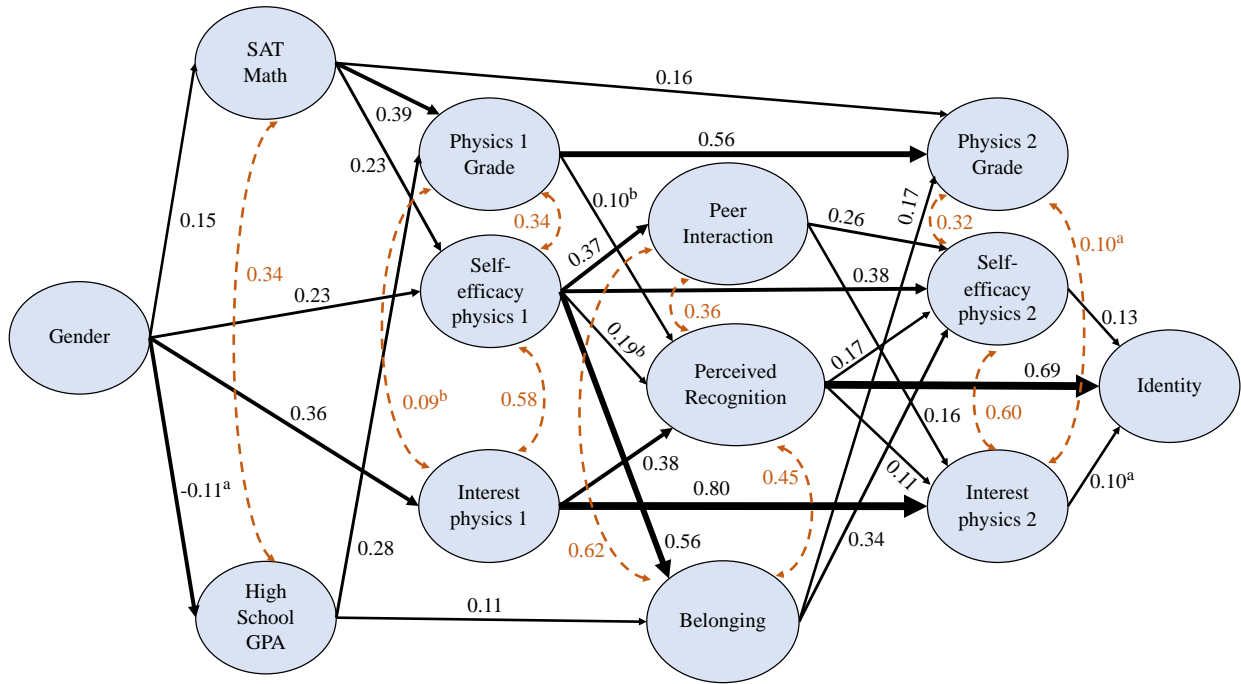 SAT
Math
0.16
0.39
Physics 1
Grade
0.56
Physics 2
Grade
0.23
0.17
0.10ᵇ
0.34
Peer
Interaction
0.26
0.32
0.10ᵃ
0.15
0.34
0.37
Self-
efficacy
physics 1
0.38
Self-
efficacy
physics 2
0.23
0.36
0.19ᵇ
0.17
0.13
Gender
Perceived
Recognition
0.69
Identity
0.36
0.09ᵇ
0.58
0.16
0.60
0.38
0.45
0.11
-0.11ᵃ
Interest
physics 1
0.80
Interest
physics 2
0.10ᵃ
0.28
0.62
0.56
0.34
High
School
GPA
0.11
Belonging